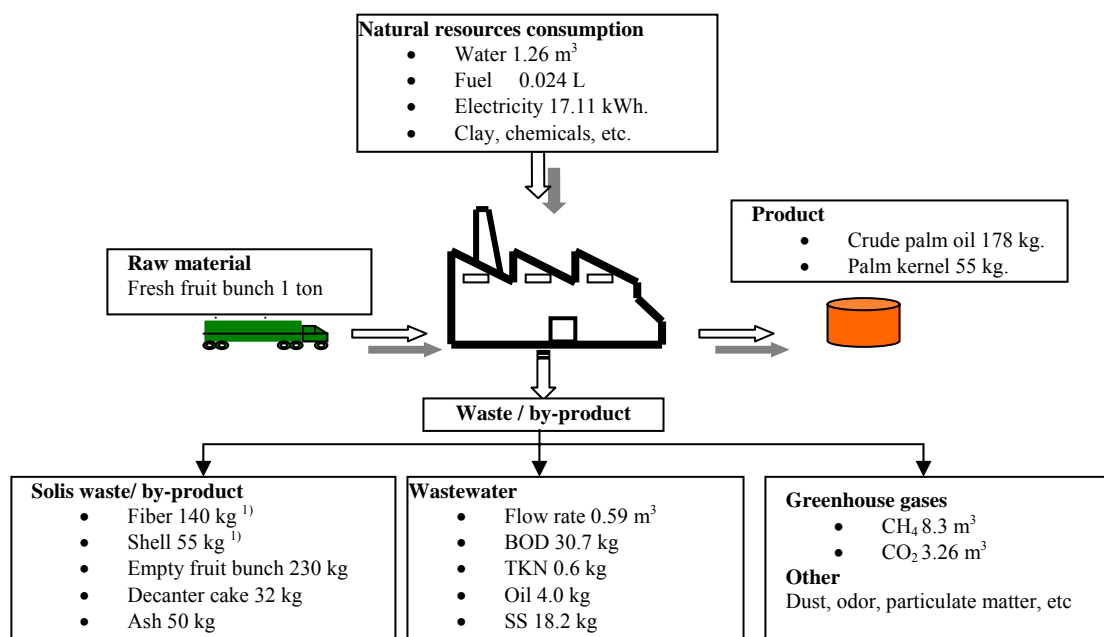 Natural resources consumption
• Water 1.26 m³
• Fuel 0.024 L
• Electricity 17.11 kWh.
• Clay, chemicals, etc.
Raw material
Fresh fruit bunch 1 ton
Product
• Crude palm oil 178 kg.
• Palm kernel 55 kg.
Waste / by-product
Solis waste/ by-product
• Fiber 140 kg ¹⁾
• Shell 55 kg ¹⁾
• Empty fruit bunch 230 kg
• Decanter cake 32 kg
• Ash 50 kg
Wastewater
• Flow rate 0.59 m³
• BOD 30.7 kg
• TKN 0.6 kg
• Oil 4.0 kg
• SS 18.2 kg
Greenhouse gases
• CH₄ 8.3 m³
• CO₂ 3.26 m³
Other
Dust, odor, particulate matter, etc